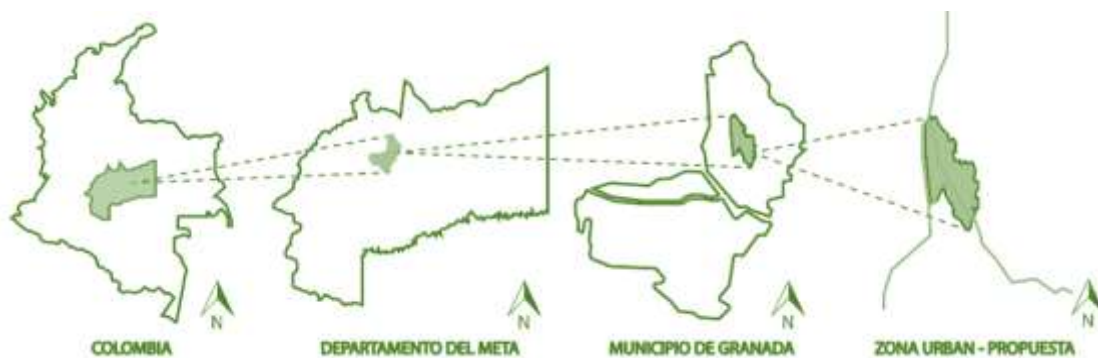 N
N
N
N
COLOMBIA
DEPARTAMENTO DEL META
MUNICIPIO DE GRANADA
ZONA URBAN - PROPUESTA